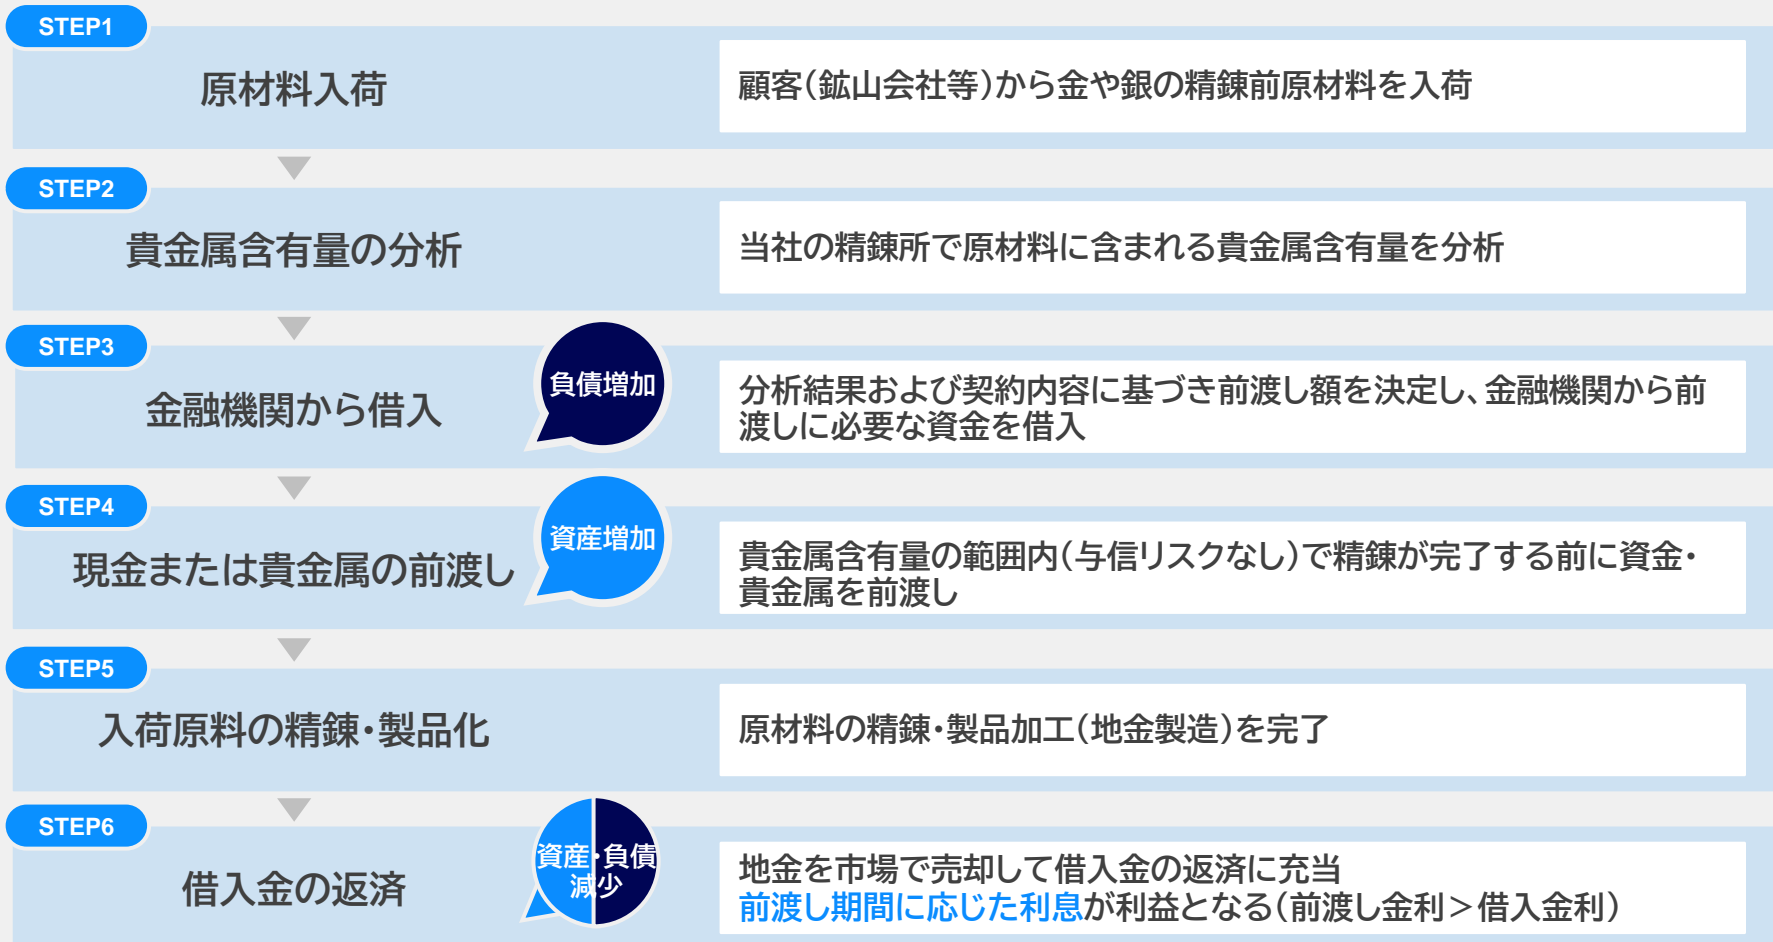 STEP1
原材料入荷
顧客(鉱山会社等)から金や銀の精錬前原材料を入荷
STEP2
貴金属含有量の分析
当社の精錬所で原材料に含まれる貴金属含有量を分析
STEP3
金融機関から借入
負債増加
分析結果および契約内容に基づき前渡し額を決定し、金融機関から前
渡しに必要な資金を借入
STEP4
現金または貴金属の前渡し
資産増加
貴金属含有量の範囲内(与信リスクなし)で精錬が完了する前に資金・
貴金属を前渡し
STEP5
入荷原料の精錬・製品化
原材料の精錬・製品加工(地金製造)を完了
STEP6
借入金の返済
資産・負債
減少
地金を市場で売却して借入金の返済に充当
前渡し期間に応じた利息が利益となる(前渡し金利>借入金利)